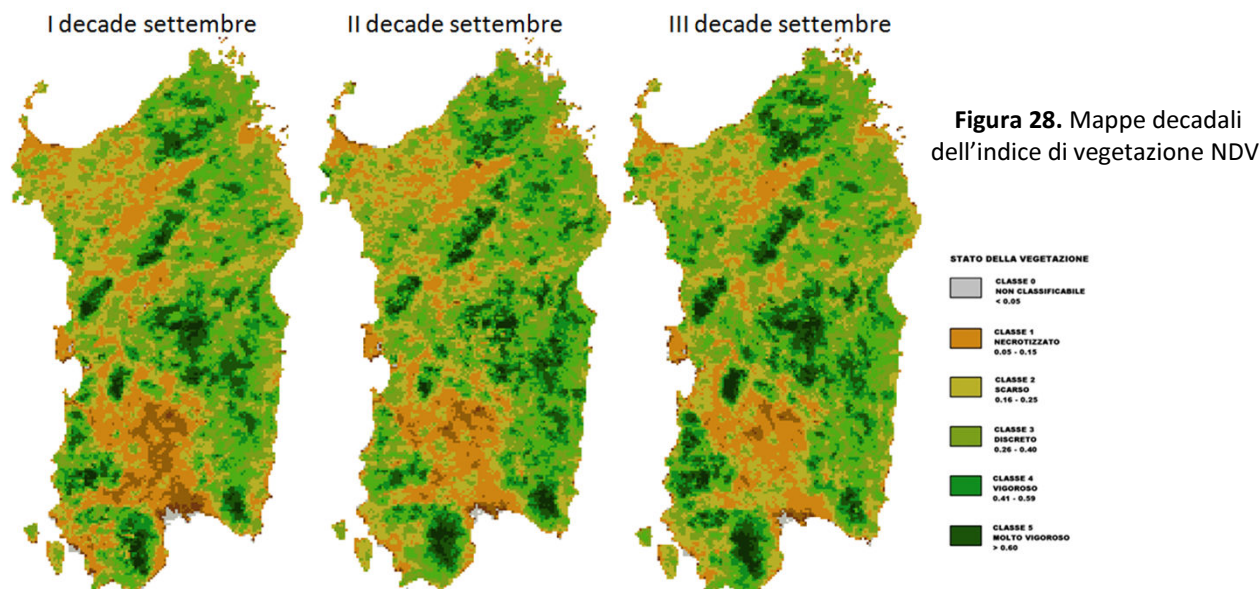 I decade settembre
II decade settembre
III decade settembre
Figura 28. Mappe decadali
dell’indice di vegetazione NDV
STATO DELLA VEGETAZIONE
CLASSE 0
NON CLASSIFICABILE
< 0.05
CLASSE 1
NECROTIZZATO
0.05 - 0.15
CLASSE 2
SCARSO
0.16 - 0.25
CLASSE 3
DISCRETO
0.26 - 0.40
CLASSE 4
VIGOROSO
0.41 - 0.59
CLASSE 5
MOLTO VIGOROSO
> 0.60